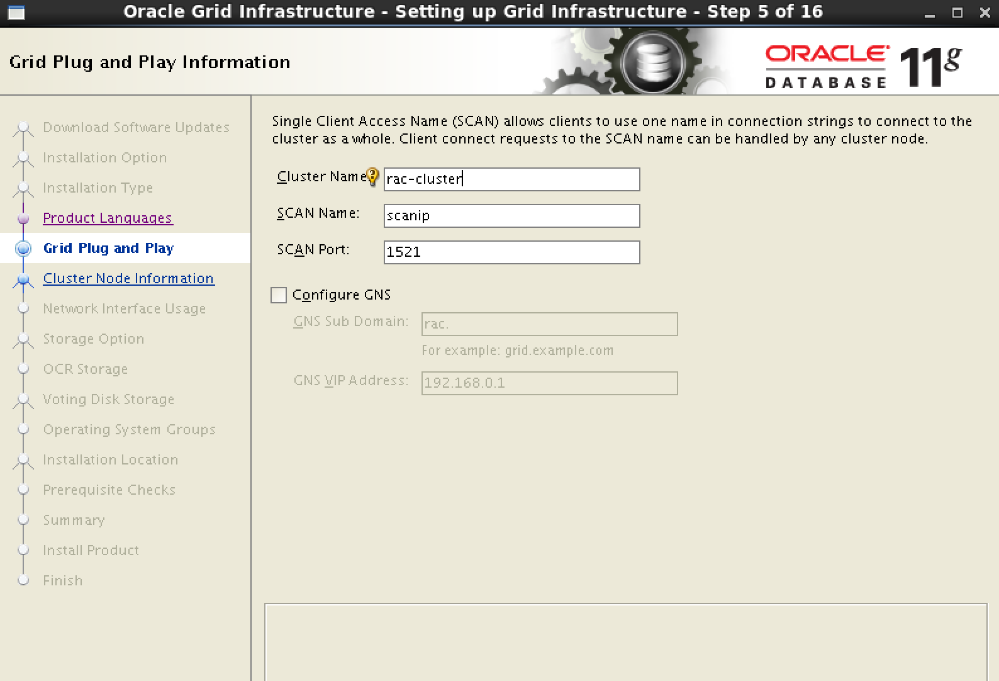 Oracle Grid Infrastructure - Setting up Grid Infrastructure - Step 5 of 16
Grid Plug and Play Information
ORACLE
DATABASE
11g
Download Software Updates
Installation Option
Installation Type
Product Languages
Grid Plug and Play
Cluster Node Information
Network Interface Usage
Storage Option
OCR Storage
Voting Disk Storage
Operating System Groups
Installation Location
Prerequisite Checks
Summary
Install Product
Finish
Single Client Access Name (SCAN) allows clients to use one name in connection strings to connect to the
cluster as a whole. Client connect requests to the SCAN name can be handled by any cluster node.
Cluster Name: rac-cluster
SCAN Name: scanip
SCAN Port: 1521
Configure GNS
GNS Sub Domain: rac.
For example: grid.example.com
GNS VIP Address: 192.168.0.1